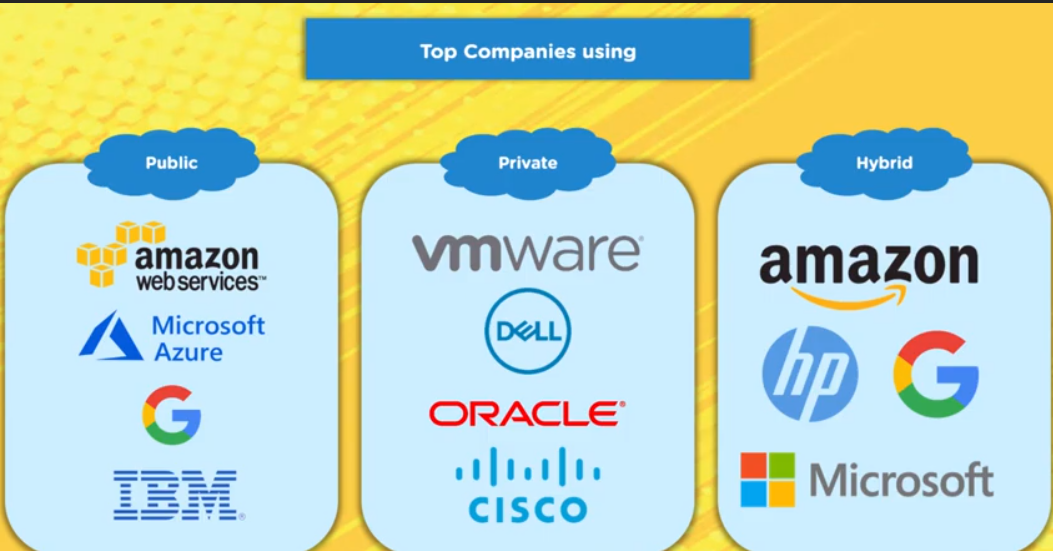 Top Companies using
Public
amazon
web services™
Microsoft
Azure
G
IBM®
Private
vmware®
DELL
ORACLE®
CISCO
Hybrid
amazon
hp
G
Microsoft